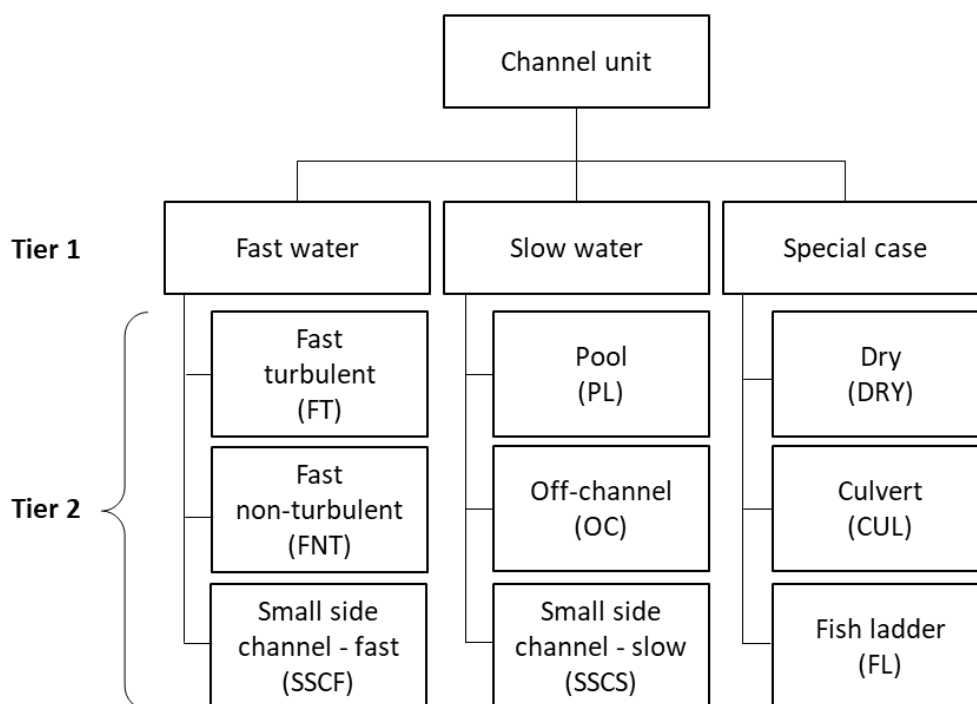 Channel unit
Tier 1
Fast water
Slow water
Special case
Tier 2
Fast
turbulent
(FT)
Pool
(PL)
Dry
(DRY)
Fast
non-turbulent
(FNT)
Off-channel
(OC)
Culvert
(CUL)
Small side
channel - fast
(SSCF)
Small side
channel - slow
(SSCS)
Fish ladder
(FL)